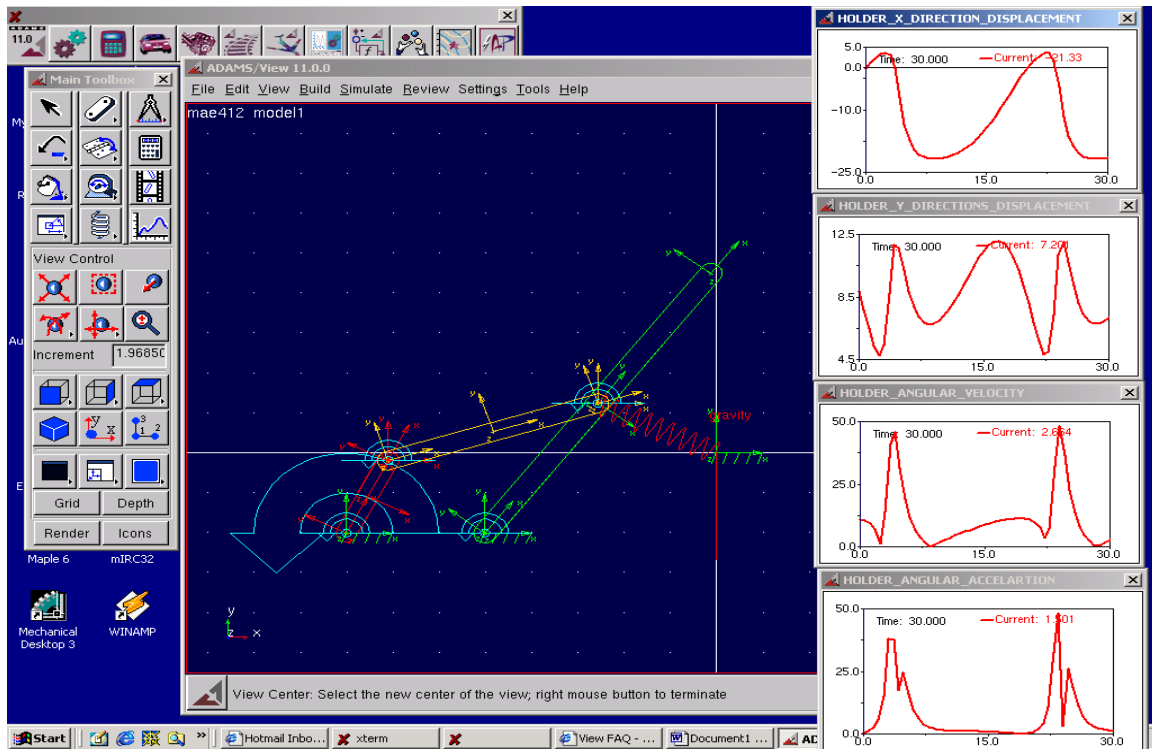 ADAMS
11.0
Main Toolbox
View Control
Increment 1.96850
Grid Depth
Render Icons
Maple 6 mIRC32
Mechanical
Desktop 3
WINAMP
ADAMS/View 11.0.0
File Edit View Build Simulate Review Settings Tools Help
mae412 model1
gravity
y
z x
View Center: Select the new center of the view; right mouse button to terminate
HOLDER_X_DIRECTION_DISPLACEMENT
Time: 30.000 Current: -21.33
5.0
0.0
-10.0
-25.0
0.0 15.0 30.0
HOLDER_Y_DIRECTIONS_DISPLACEMENT
Time: 30.000 Current: 7.201
12.5
8.5
4.5
0.0 15.0 30.0
HOLDER_ANGULAR_VELOCITY
Time: 30.000 Current: 2.664
50.0
25.0
0.0
0.0 15.0 30.0
HOLDER_ANGULAR_ACCELARTION
Time: 30.000 Current: 1.501
50.0
25.0
0.0
0.0 15.0 30.0
Start Hotmail Inbo... xterm View FAQ - ... Document1 ... AD